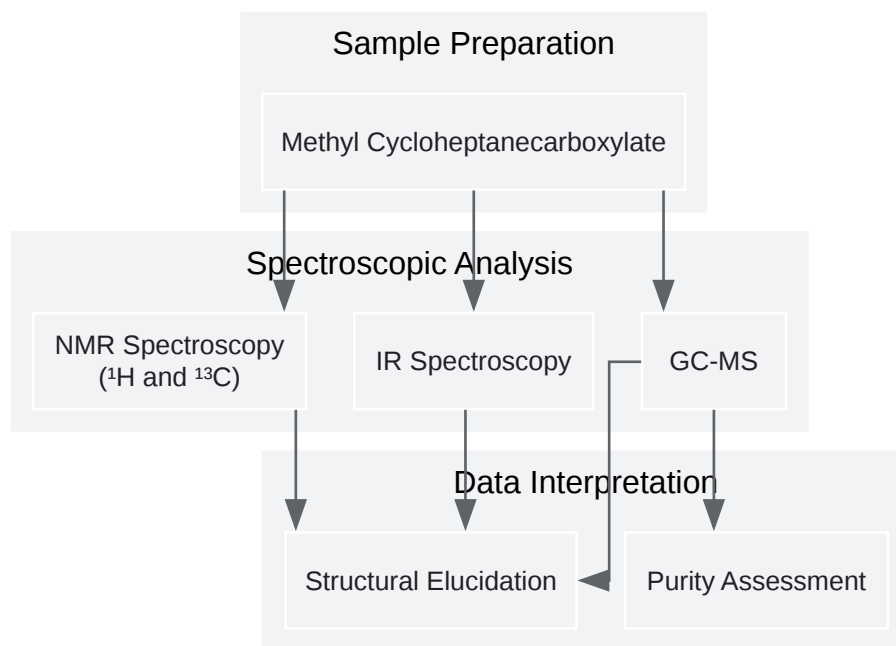 Sample Preparation
Methyl Cycloheptanecarboxylate
Spectroscopic Analysis
NMR Spectroscopy
(¹H and ¹³C)
IR Spectroscopy
GC-MS
Data Interpretation
Structural Elucidation
Purity Assessment